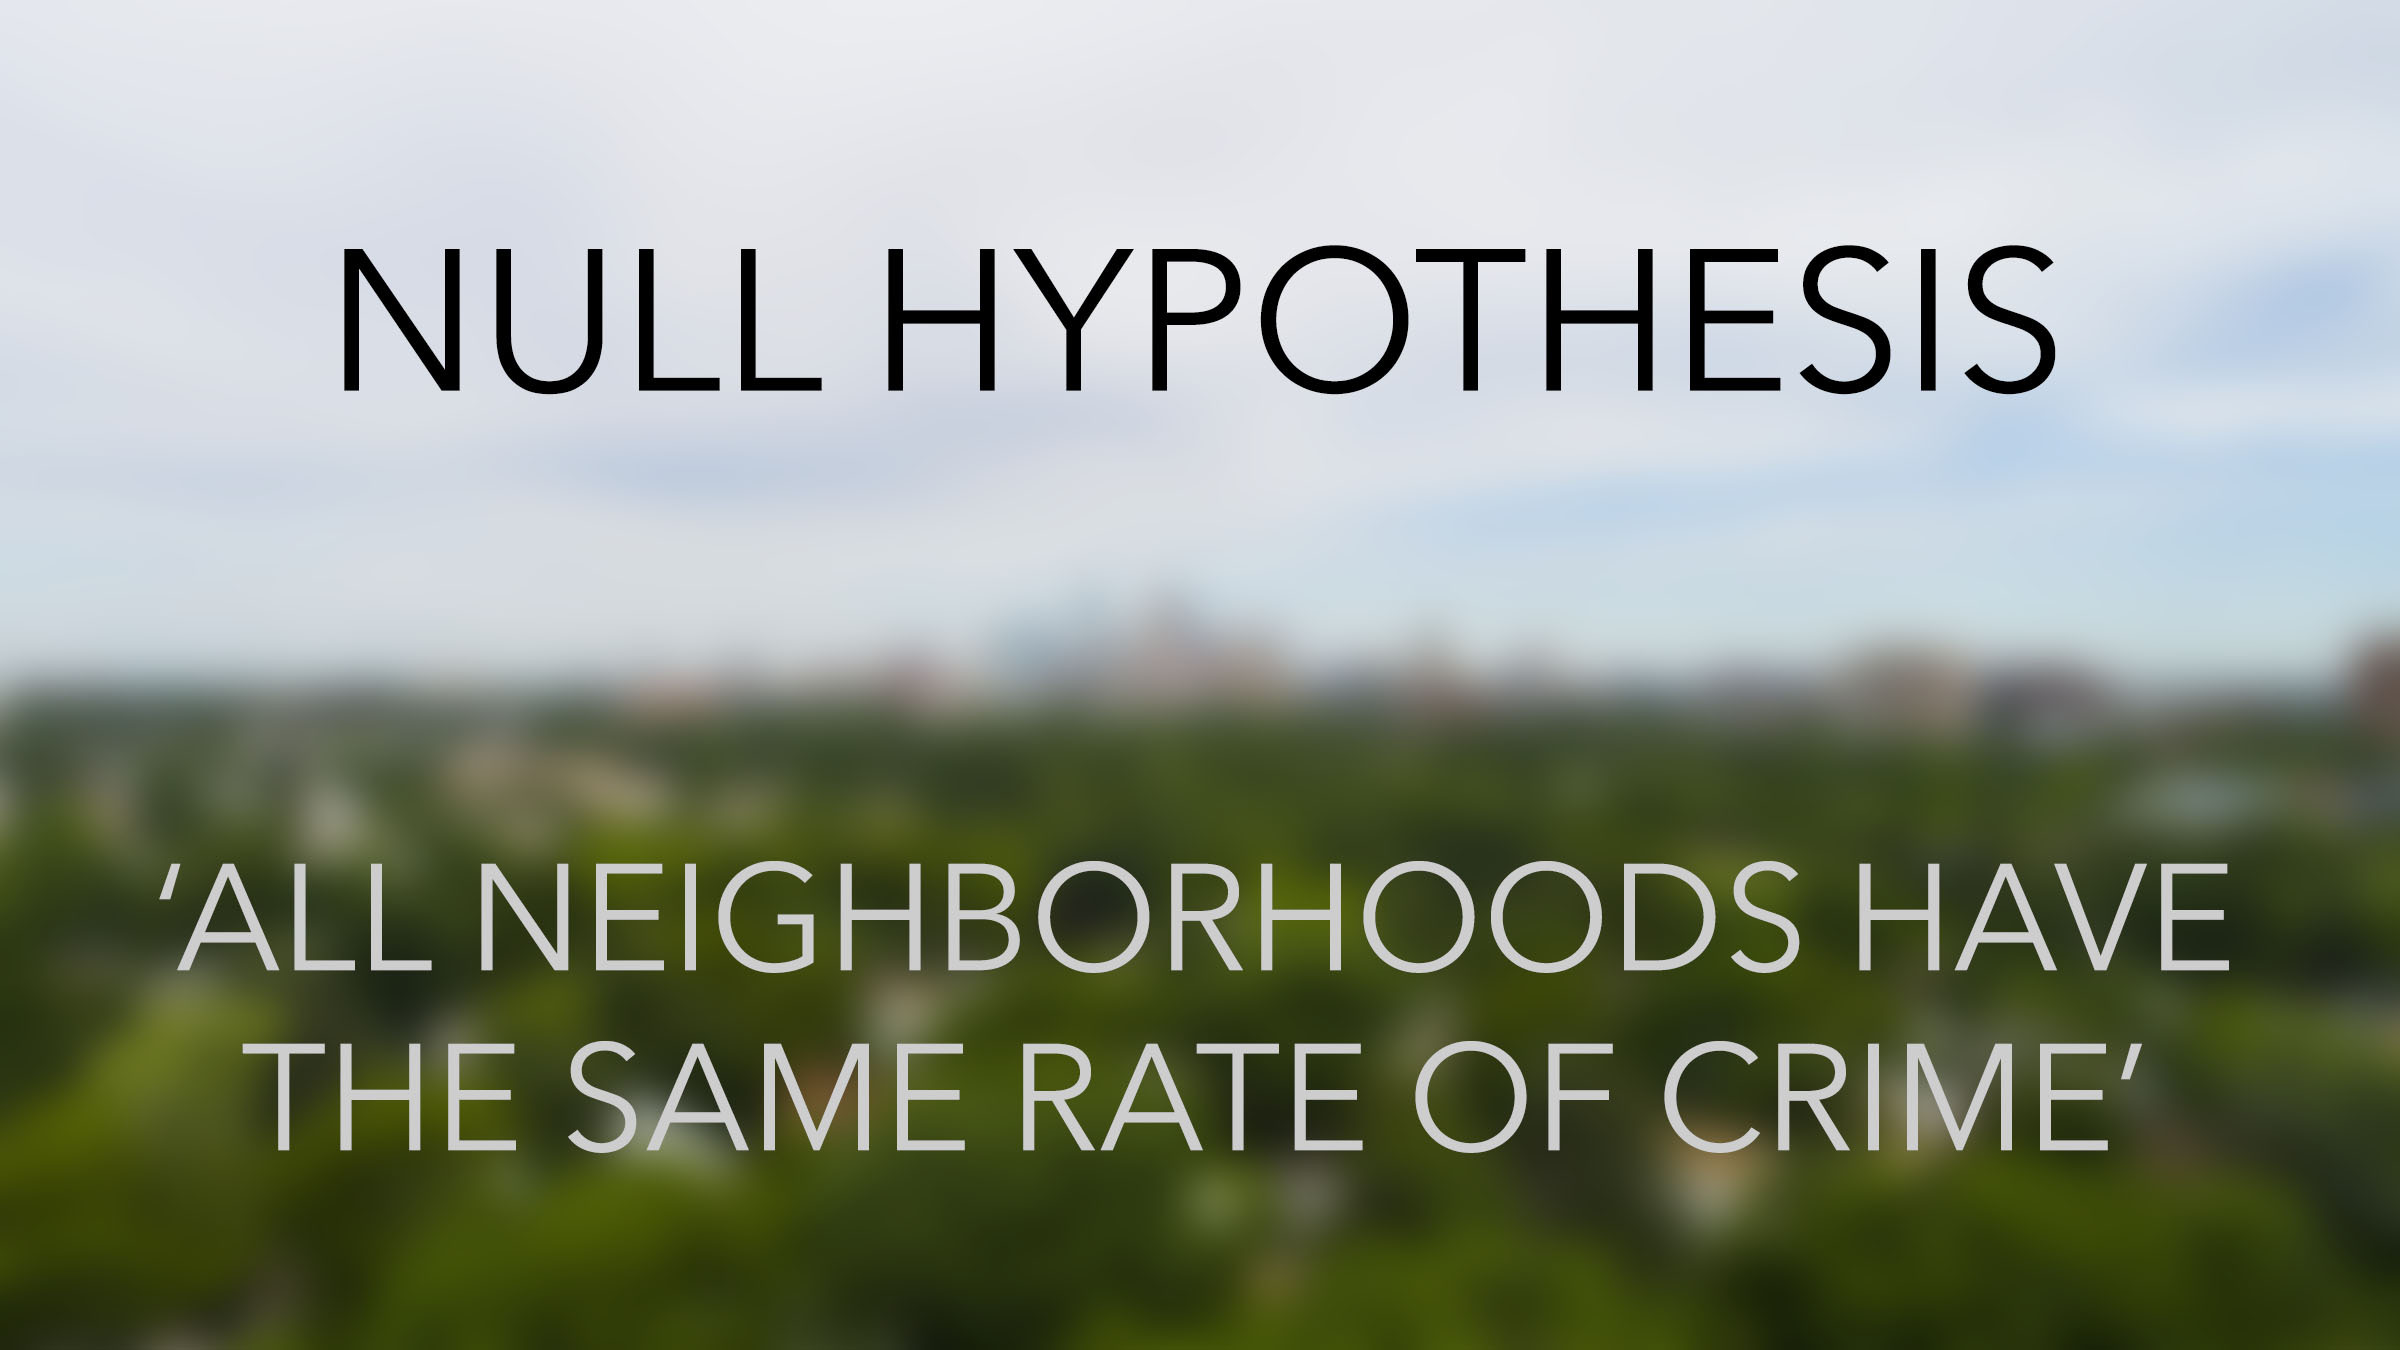 NULL HYPOTHESIS
‘ALL NEIGHBORHOODS HAVE
THE SAME RATE OF CRIME’